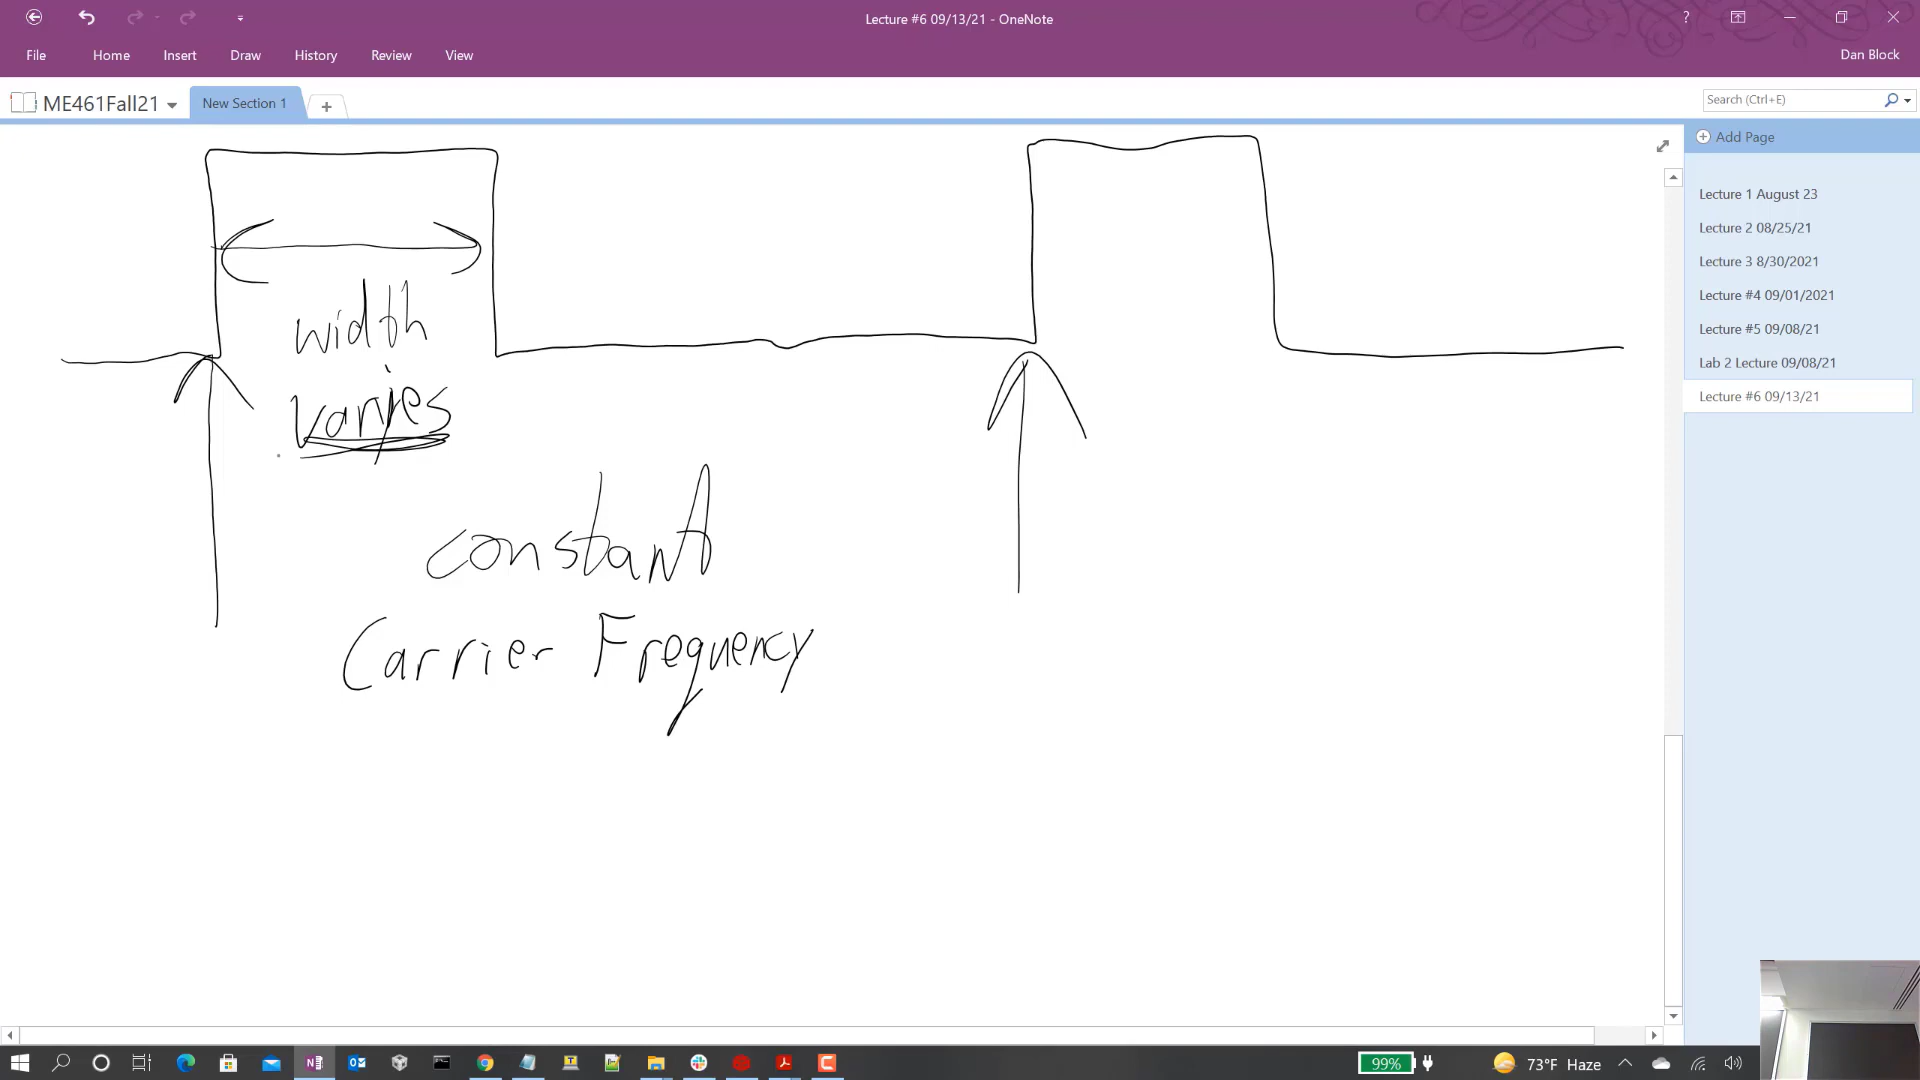 Lecture #6 09/13/21 - OneNote
?
File
Home
Insert
Draw
History
Review
View
Dan Block
ME461Fall21
New Section 1
Search (Ctrl+E)
Add Page
Lecture 1 August 23
Lecture 2 08/25/21
Lecture 3 8/30/2021
Lecture #4 09/01/2021
Lecture #5 09/08/21
Lab 2 Lecture 09/08/21
Lecture #6 09/13/21
width
varies
constant
Carrier Frequency
99%
73°F Haze